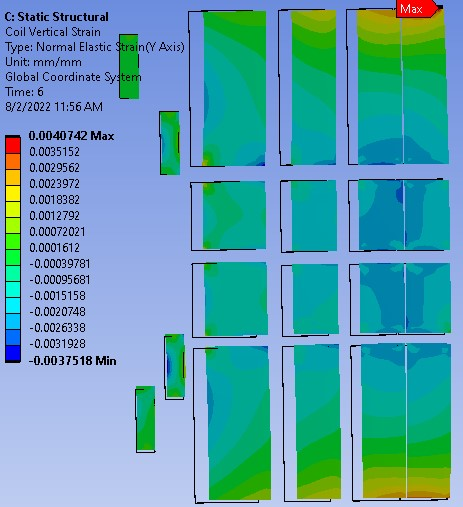 C: Static Structural
Coil Vertical Strain
Type: Normal Elastic Strain(Y Axis)
Unit: mm/mm
Global Coordinate System
Time: 6
8/2/2022 11:56 AM
Max
0.0040742 Max
0.0035152
0.0029562
0.0023972
0.0018382
0.0012792
0.00072021
0.0001612
-0.00039781
-0.00095681
-0.0015158
-0.0020748
-0.0026338
-0.0031928
-0.0037518 Min